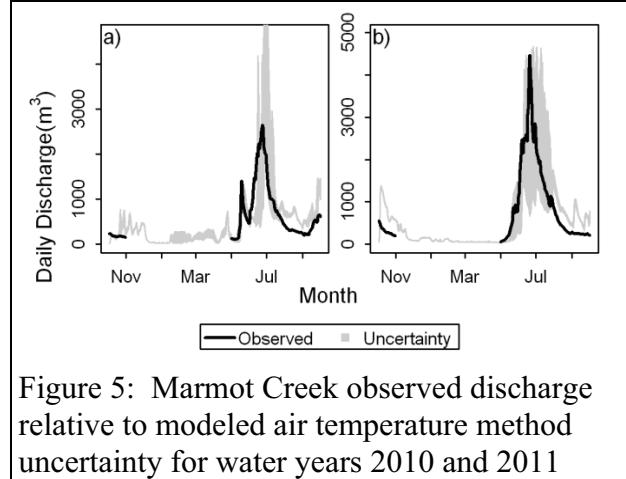 a)
b)
Daily Discharge(m³)
3000
1000
0
5000
3000
1000
0
Nov Mar Jul Nov Mar Jul
Month
Observed Uncertainty
Figure 5: Marmot Creek observed discharge
relative to modeled air temperature method
uncertainty for water years 2010 and 2011